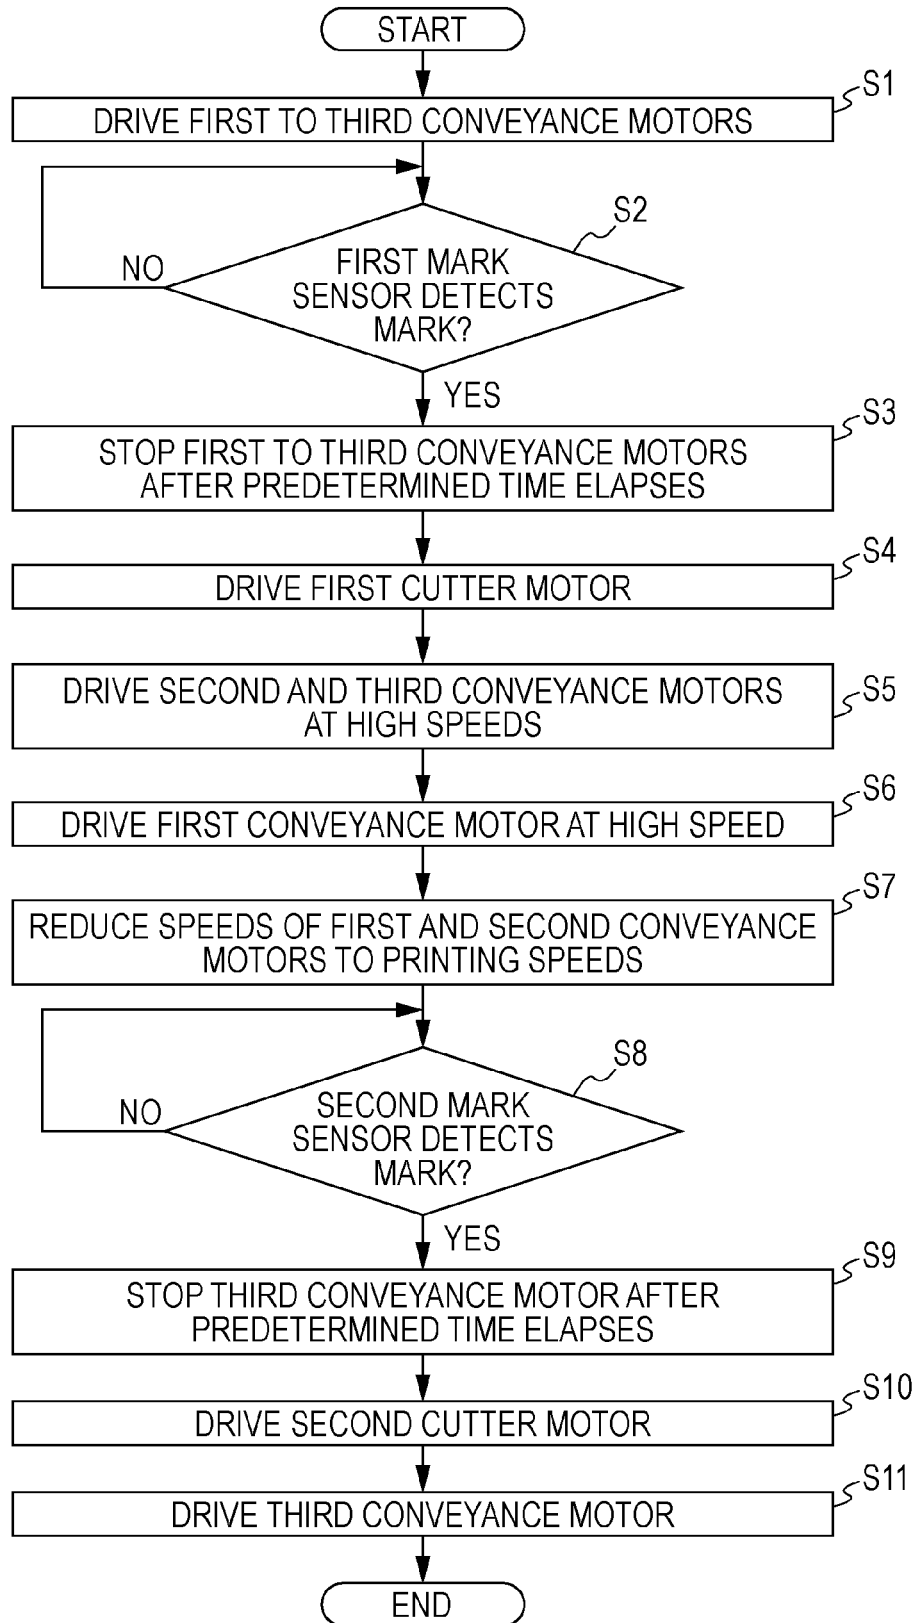 START
S1
DRIVE FIRST TO THIRD CONVEYANCE MOTORS
S2
FIRST MARK
SENSOR DETECTS
MARK?
NO
YES
S3
STOP FIRST TO THIRD CONVEYANCE MOTORS
AFTER PREDETERMINED TIME ELAPSES
S4
DRIVE FIRST CUTTER MOTOR
S5
DRIVE SECOND AND THIRD CONVEYANCE MOTORS
AT HIGH SPEEDS
S6
DRIVE FIRST CONVEYANCE MOTOR AT HIGH SPEED
S7
REDUCE SPEEDS OF FIRST AND SECOND CONVEYANCE
MOTORS TO PRINTING SPEEDS
S8
SECOND MARK
SENSOR DETECTS
MARK?
NO
YES
S9
STOP THIRD CONVEYANCE MOTOR AFTER
PREDETERMINED TIME ELAPSES
S10
DRIVE SECOND CUTTER MOTOR
S11
DRIVE THIRD CONVEYANCE MOTOR
END